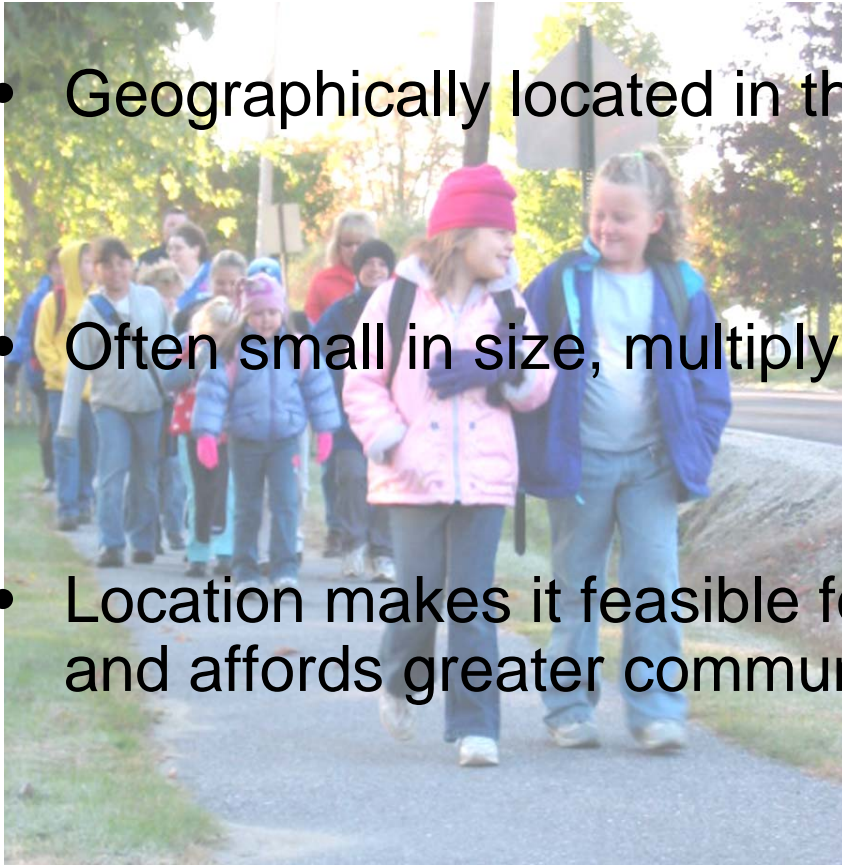 • Geographically located in th
• Often small in size, multiply
• Location makes it feasible f
and affords greater commu